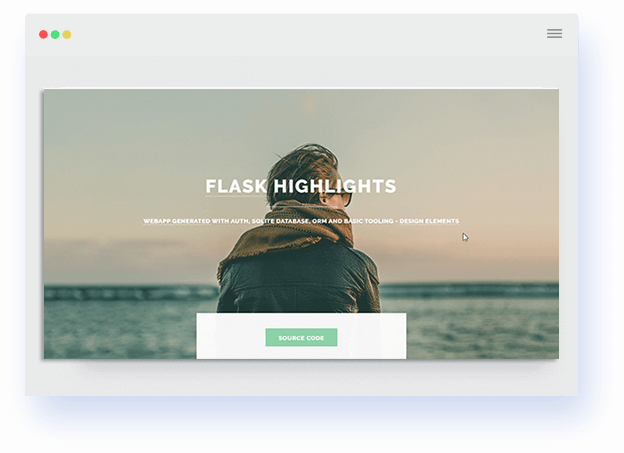 FLASK HIGHLIGHTS
WEBAPP GENERATED WITH AUTH, SQLITE DATABASE, ORM AND BASIC TOOLING - DESIGN ELEMENTS
SOURCE CODE